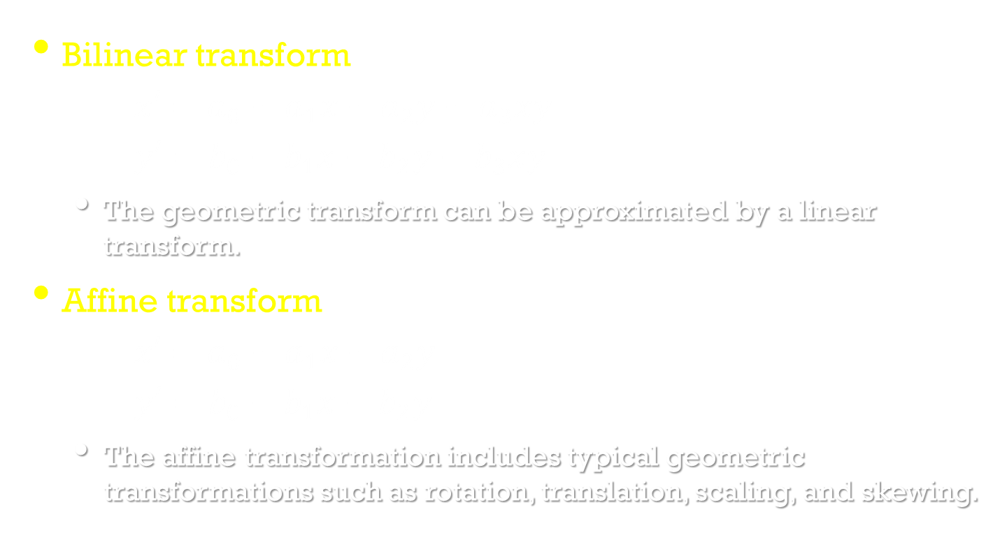 • Bilinear transform
• The geometric transform can be approximated by a linear
transform.
• Affine transform
• The affine transformation includes typical geometric
transformations such as rotation, translation, scaling, and skewing.